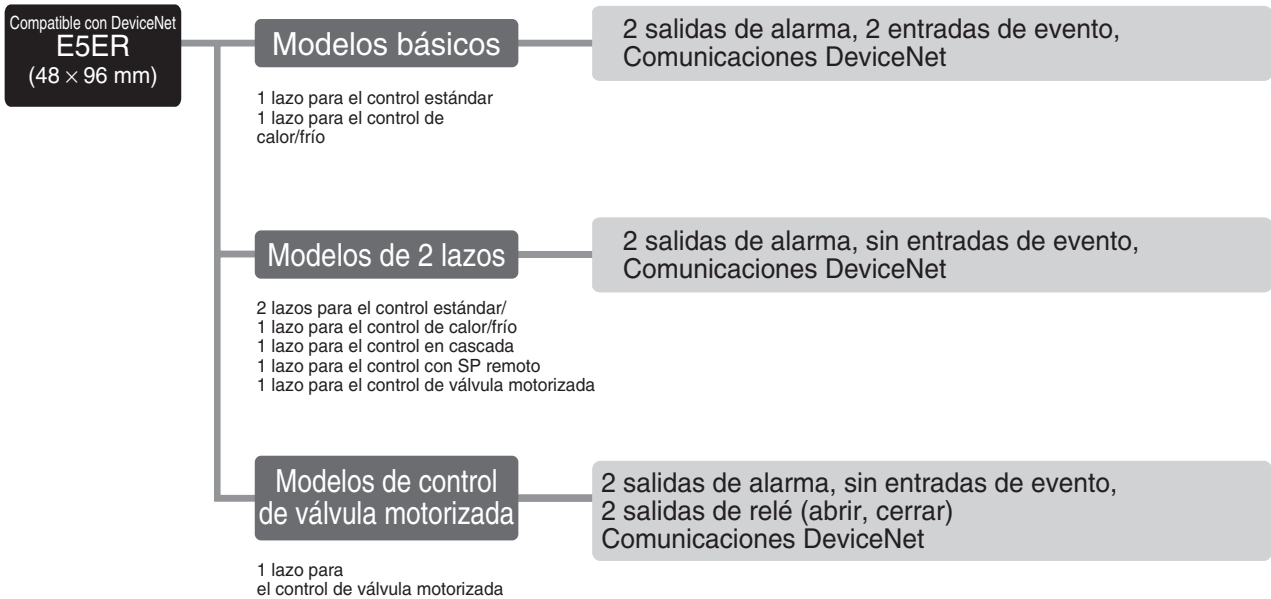 Compatible con DeviceNet
E5ER
(48 × 96 mm)
Modelos básicos
2 salidas de alarma, 2 entradas de evento,
Comunicaciones DeviceNet
1 lazo para el control estándar
1 lazo para el control de
calor/frío
Modelos de 2 lazos
2 salidas de alarma, sin entradas de evento,
Comunicaciones DeviceNet
2 lazos para el control estándar/
1 lazo para el control de calor/frío
1 lazo para el control en cascada
1 lazo para el control con SP remoto
1 lazo para el control de válvula motorizada
Modelos de control
de válvula motorizada
2 salidas de alarma, sin entradas de evento,
2 salidas de relé (abrir, cerrar)
Comunicaciones DeviceNet
1 lazo para
el control de válvula motorizada